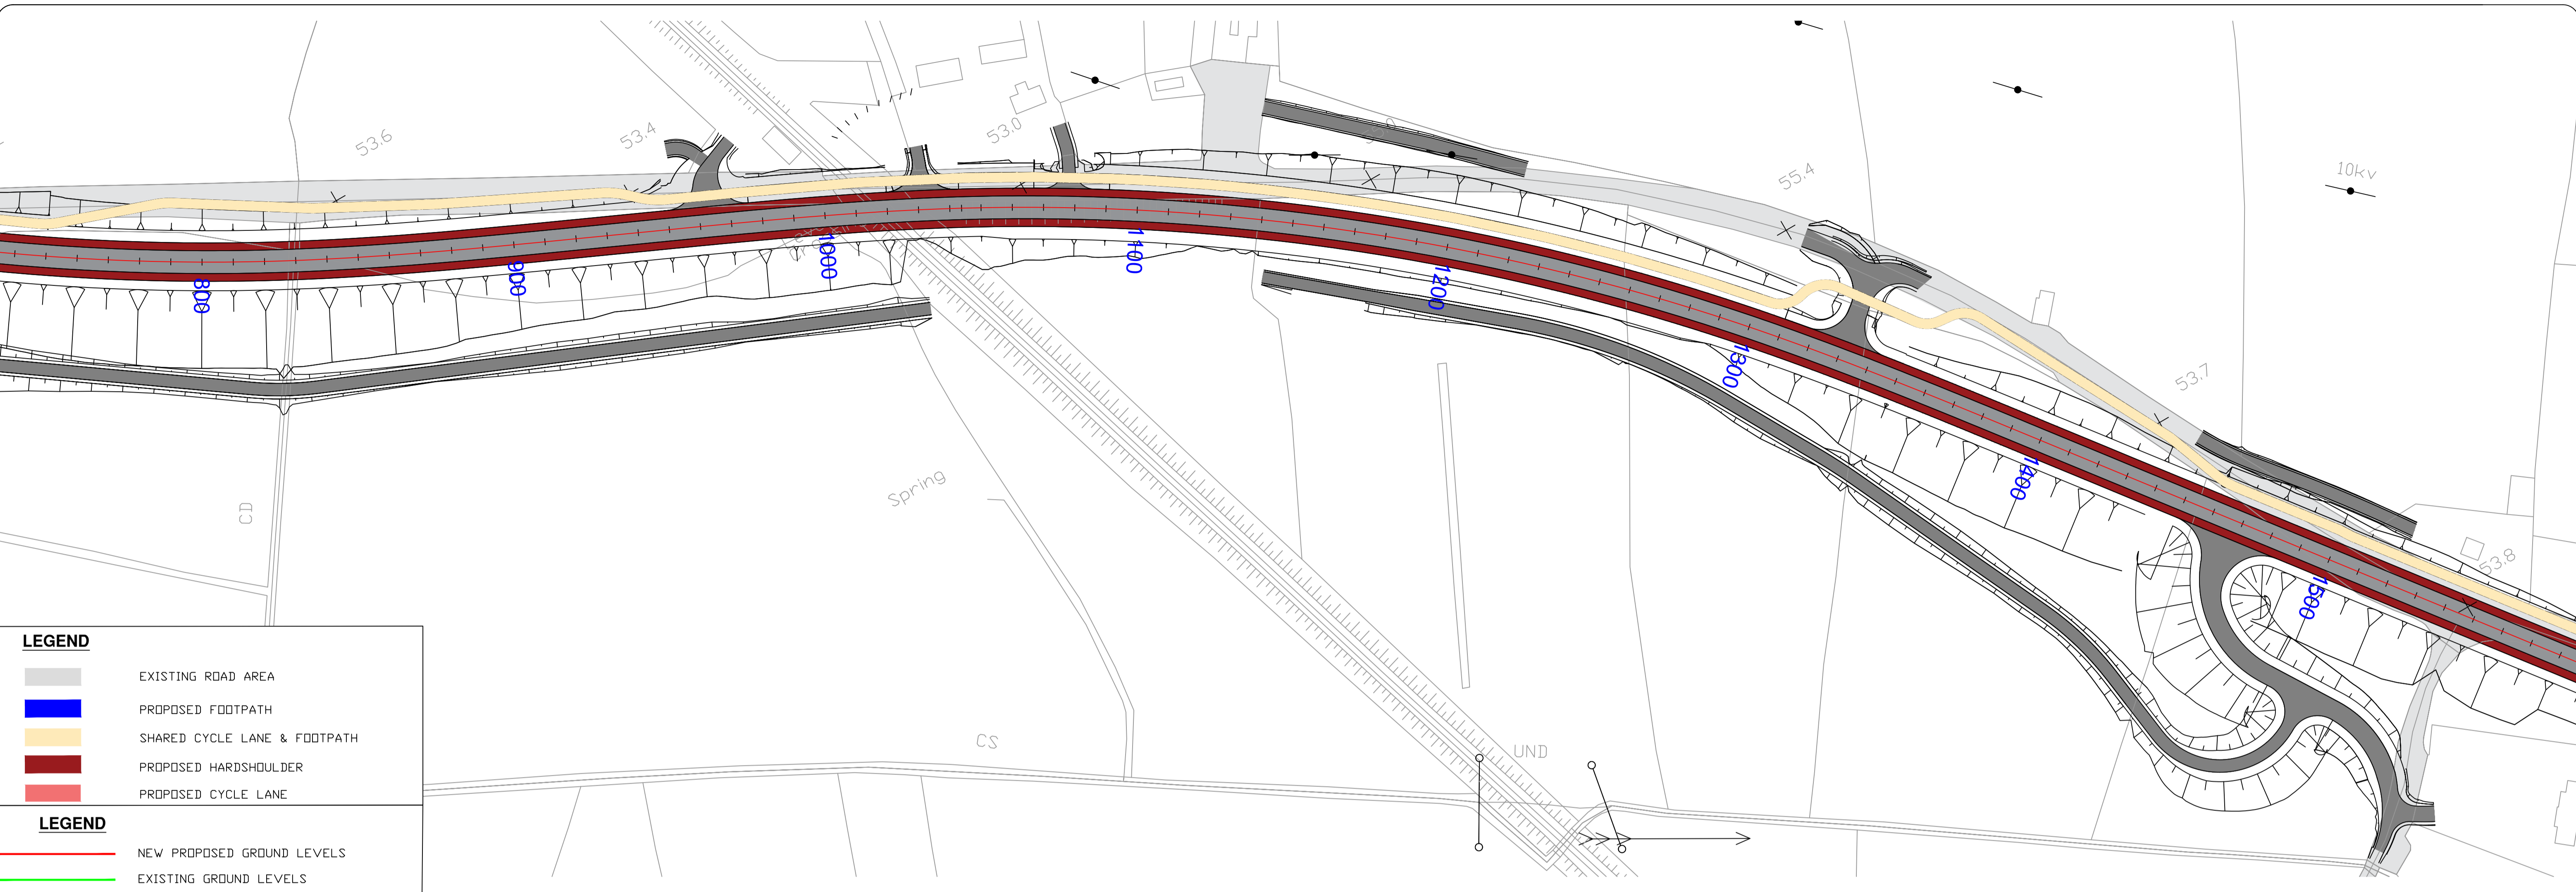 53.6
53.4
53.0
55.4
10kv
53.7
53.8
800
900
1000
1100
1200
1300
1400
1500
Spring
CD
CS
UND
LEGEND
EXISTING ROAD AREA
PROPOSED FOOTPATH
SHARED CYCLE LANE & FOOTPATH
PROPOSED HARDSHOULDER
PROPOSED CYCLE LANE
LEGEND
NEW PROPOSED GROUND LEVELS
EXISTING GROUND LEVELS